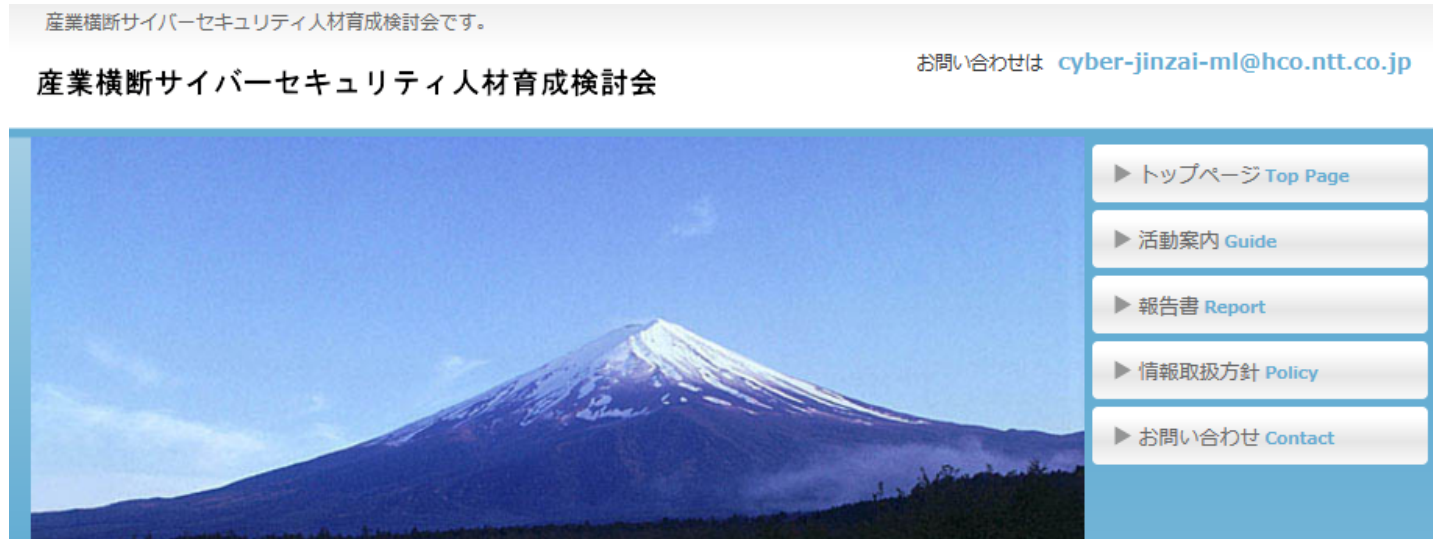 産業横断サイバーセキュリティ人材育成検討会です。
お問い合わせは cyber-jinzai-ml@hco.ntt.co.jp
産業横断サイバーセキュリティ人材育成検討会
▶ トップページ Top Page
▶ 活動案内 Guide
▶ 報告書 Report
▶ 情報取扱方針 Policy
▶ お問い合わせ Contact